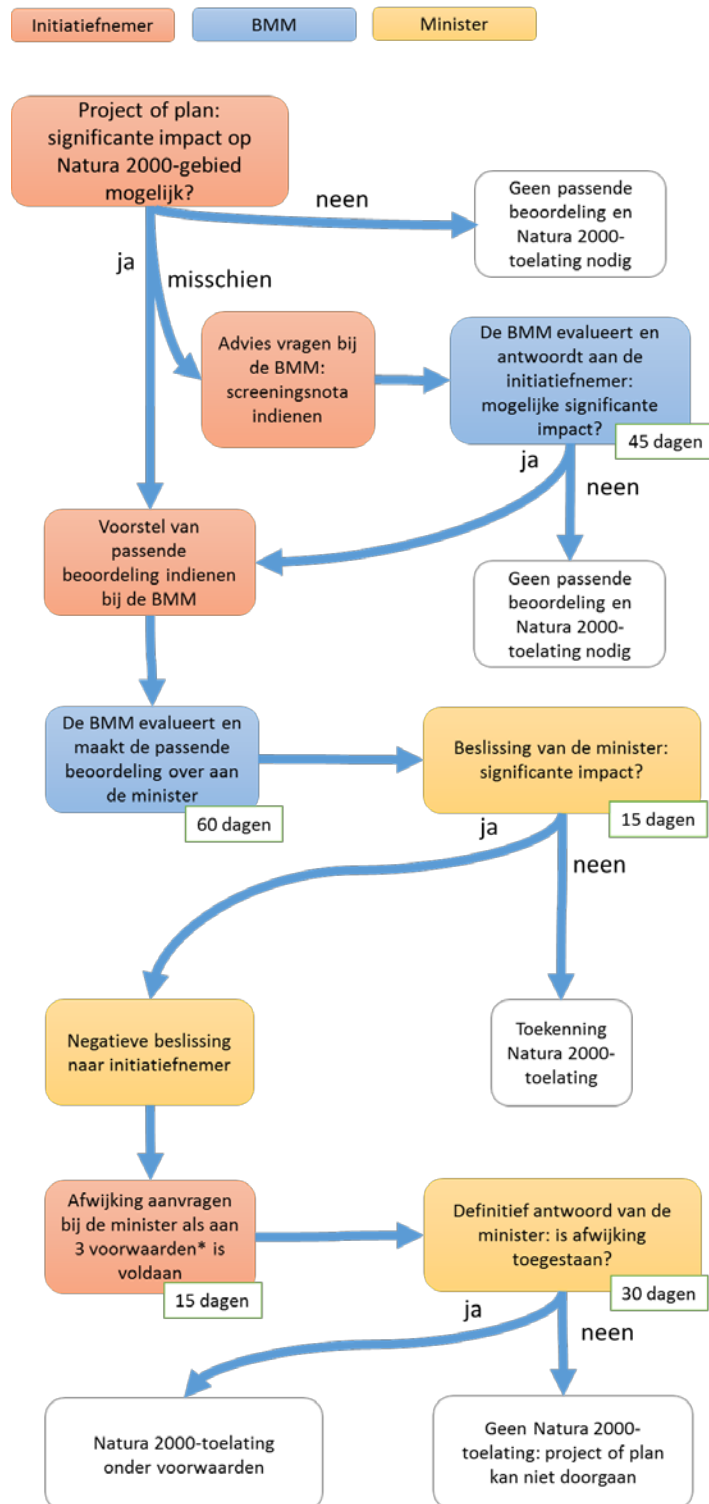 Initiatiefnemer
BMM
Minister
Project of plan:
significante impact op
Natura 2000-gebied
mogelijk?
neen
Geen passende
beoordeling en
Natura 2000-
toelating nodig
ja
misschien
Advies vragen bij
de BMM:
screeningsnota
indienen
De BMM evalueert en
antwoordt aan de
initiatiefnemer:
mogelijke significante
impact?
45 dagen
ja
neen
Voorstel van
passende
beoordeling indienen
bij de BMM
Geen passende
beoordeling en
Natura 2000-
toelating nodig
De BMM evalueert en
maakt de passende
beoordeling over aan
de minister
60 dagen
Beslissing van de minister:
significante impact?
15 dagen
ja
neen
Negatieve beslissing
naar initiatiefnemer
Toekenning
Natura 2000-
toelating
Afwijking aanvragen
bij de minister als aan
3 voorwaarden* is
voldaan
15 dagen
Definitief antwoord van de
minister: is afwijking
toegestaan?
30 dagen
ja
neen
Natura 2000-toelating
onder voorwaarden
Geen Natura 2000-
toelating: project of plan
kan niet doorgaan